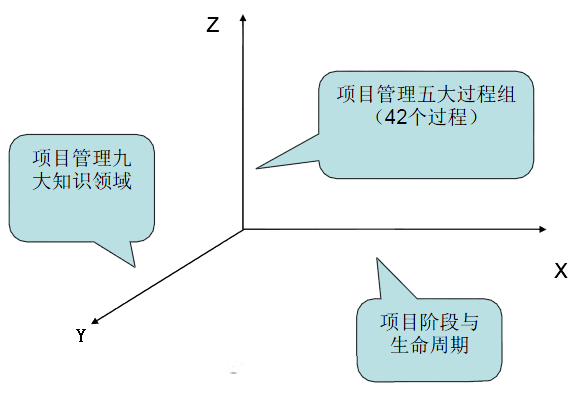 Z
项目管理五大过程组
（42个过程）
项目管理九
大知识领域
X
项目阶段与
生命周期
Y